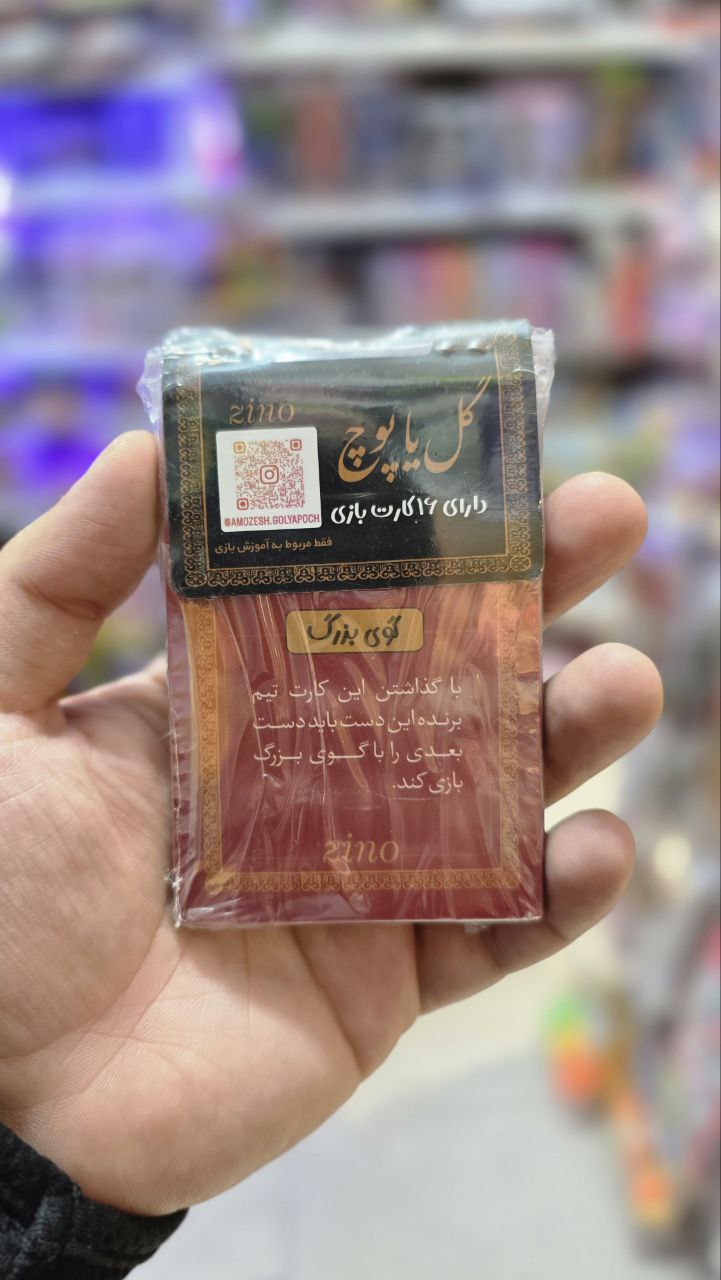 zino
گل یا پوچ
دارای ۱۶ کارت بازی
@AMOZESH.GOLYAPOCH
فقط مربوط به آموزش بازی
گوی بزرگ
با گذاشتن این کارت تیم
برنده این دست باید دست
بعدی را با گوی بزرگ
بازی کند.
zino